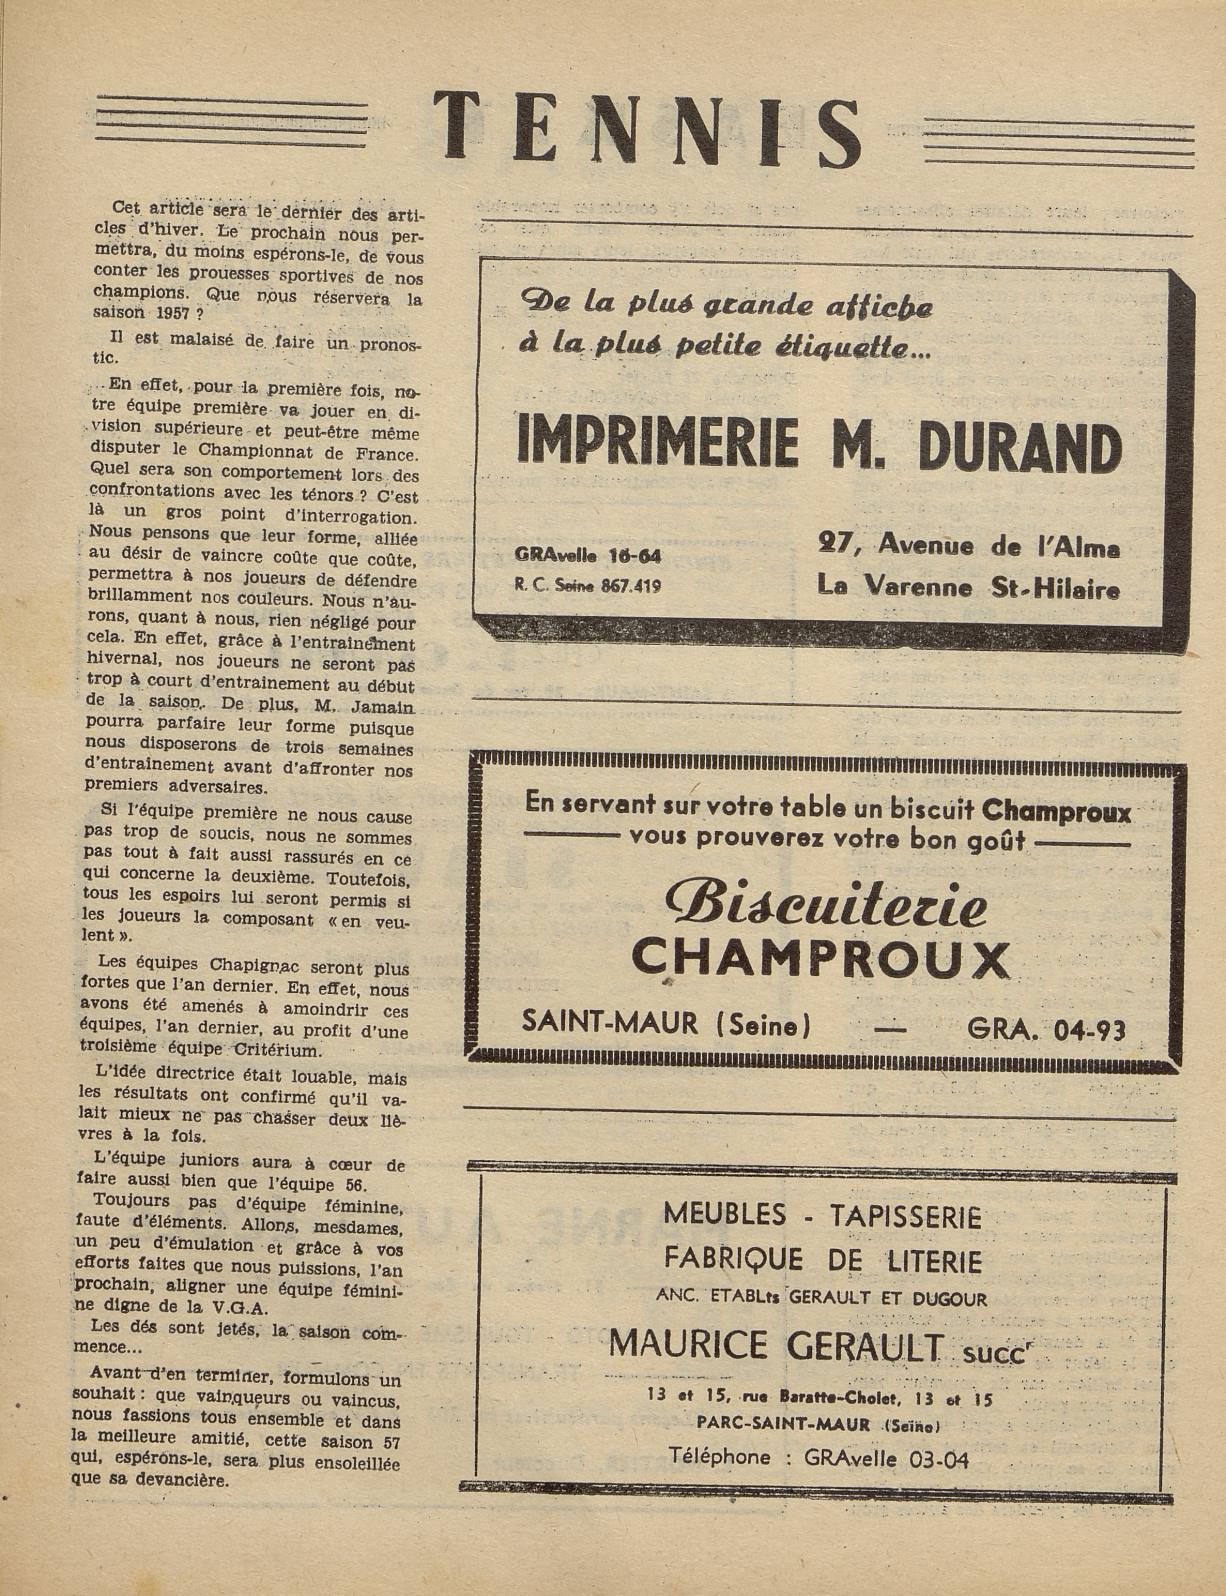 TENNIS
Cet article sera le dernier des arti-
cles d'hiver. Le prochain nous per-
mettra, du moins espérons-le, de vous
conter les prouesses sportives de nos
champions. Que nous réservera la
saison 1957 ?
Il est malaisé de faire un pronos-
tic.
En effet, pour la première fois, no-
tre équipe première va jouer en di-
vision supérieure et peut-être même
disputer le Championnat de France.
Quel sera son comportement lors des
confrontations avec les ténors ? C'est
là un gros point d'interrogation.
Nous pensons que leur forme, alliée
au désir de vaincre coûte que coûte,
permettra à nos joueurs de défendre
brillamment nos couleurs. Nous n'au-
rons, quant à nous, rien négligé pour
cela. En effet, grâce à l'entrainement
hivernal, nos joueurs ne seront pas
trop à court d'entrainement au début
de la saison. De plus, M. Jamain
pourra parfaire leur forme puisque
nous disposerons de trois semaines
d'entrainement avant d'affronter nos
premiers adversaires.
Si l'équipe première ne nous cause
pas trop de soucis, nous ne sommes
pas tout à fait aussi rassurés en ce
qui concerne la deuxième. Toutefois,
tous les espoirs lui seront permis si
les joueurs la composant « en veu-
lent ».
Les équipes Chapignac seront plus
fortes que l'an dernier. En effet, nous
avons été amenés à amoindrir ces
équipes, l'an dernier, au profit d'une
troisième équipe Critérium.
L'idée directrice était louable, mais
les résultats ont confirmé qu'il va-
lait mieux ne pas chasser deux liè-
vres à la fois.
L'équipe juniors aura à cœur de
faire aussi bien que l'équipe 56.
Toujours pas d'équipe féminine,
faute d'éléments. Allons, mesdames,
un peu d'émulation et grâce à vos
efforts faites que nous puissions, l'an
prochain, aligner une équipe fémini-
ne digne de la V.G.A.
Les dés sont jetés, la saison com-
mence...
Avant d'en terminer, formulons un
souhait : que vainqueurs ou vaincus,
nous fassions tous ensemble et dans
la meilleure amitié, cette saison 57
qui, espérons-le, sera plus ensoleillée
que sa devancière.
De la plus grande affiche
à la plus petite étiquette...
IMPRIMERIE M. DURAND
GRAvelle 16-64
R. C. Seine 867.419
27, Avenue de l'Alma
La Varenne St-Hilaire
En servant sur votre table un biscuit Champroux
vous prouverez votre bon goût
Biscuiterie
CHAMPROUX
SAINT-MAUR (Seine) — GRA. 04-93
MEUBLES - TAPISSERIE
FABRIQUE DE LITERIE
ANC. ETABLts GERAULT ET DUGOUR
MAURICE GERAULT succr
13 et 15, rue Baratte-Cholet, 13 et 15
PARC-SAINT-MAUR (Seine)
Téléphone : GRAvelle 03-04